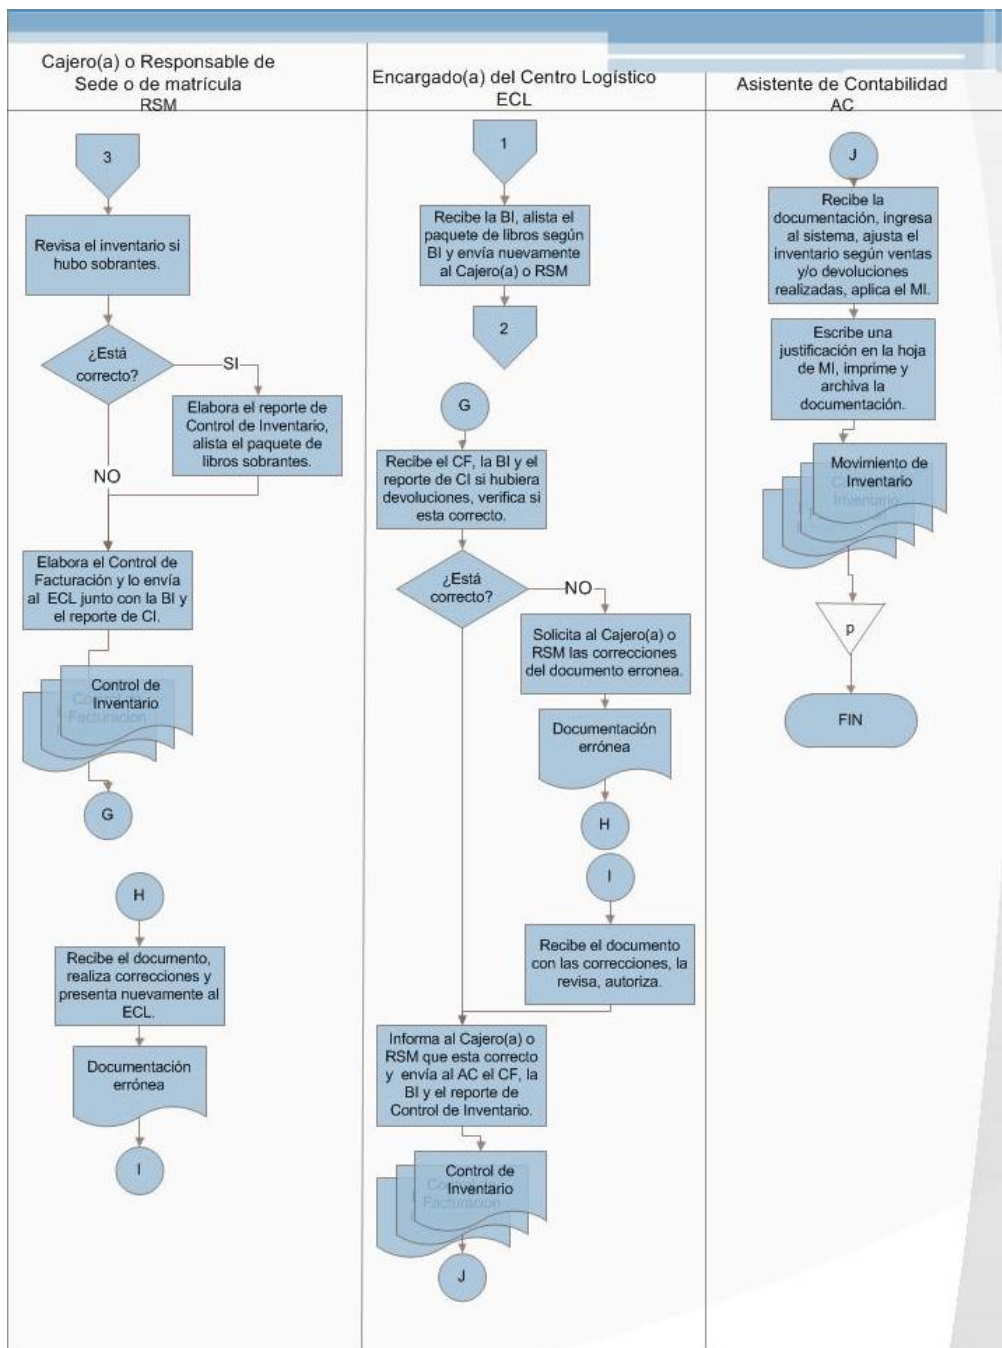 Cajero(a) o Responsable de
Sede o de matrícula
RSM
Encargado(a) del Centro Logístico
ECL
Asistente de Contabilidad
AC
3
Revisa el inventario si
hubo sobrantes.
¿Está
correcto?
SI
Elabora el reporte de
Control de Inventario,
alista el paquete de
libros sobrantes.
NO
Elabora el Control de
Facturación y lo envía
al ECL junto con la BI y
el reporte de CI.
Control de
Inventario
Facturacion
G
H
Recibe el documento,
realiza correcciones y
presenta nuevamente al
ECL.
Documentación
errónea
I
1
Recibe la BI, alista el
paquete de libros según
BI y envía nuevamente
al Cajero(a) o RSM
2
G
Recibe el CF, la BI y el
reporte de CI si hubiera
devoluciones, verifica si
esta correcto.
¿Está
correcto?
NO
Solicita al Cajero(a) o
RSM las correcciones
del documento erronea.
Documentación
errónea
H
I
Recibe el documento
con las correcciones, la
revisa, autoriza.
Informa al Cajero(a) o
RSM que esta correcto
y envía al AC el CF, la
BI y el reporte de
Control de Inventario.
Control de
Inventario
Facturacion
J
J
Recibe la
documentación, ingresa
al sistema, ajusta el
inventario según ventas
y/o devoluciones
realizadas, aplica el MI.
Escribe una
justificación en la hoja
de MI, imprime y
archiva la
documentación.
Movimiento de
Inventario
p
FIN